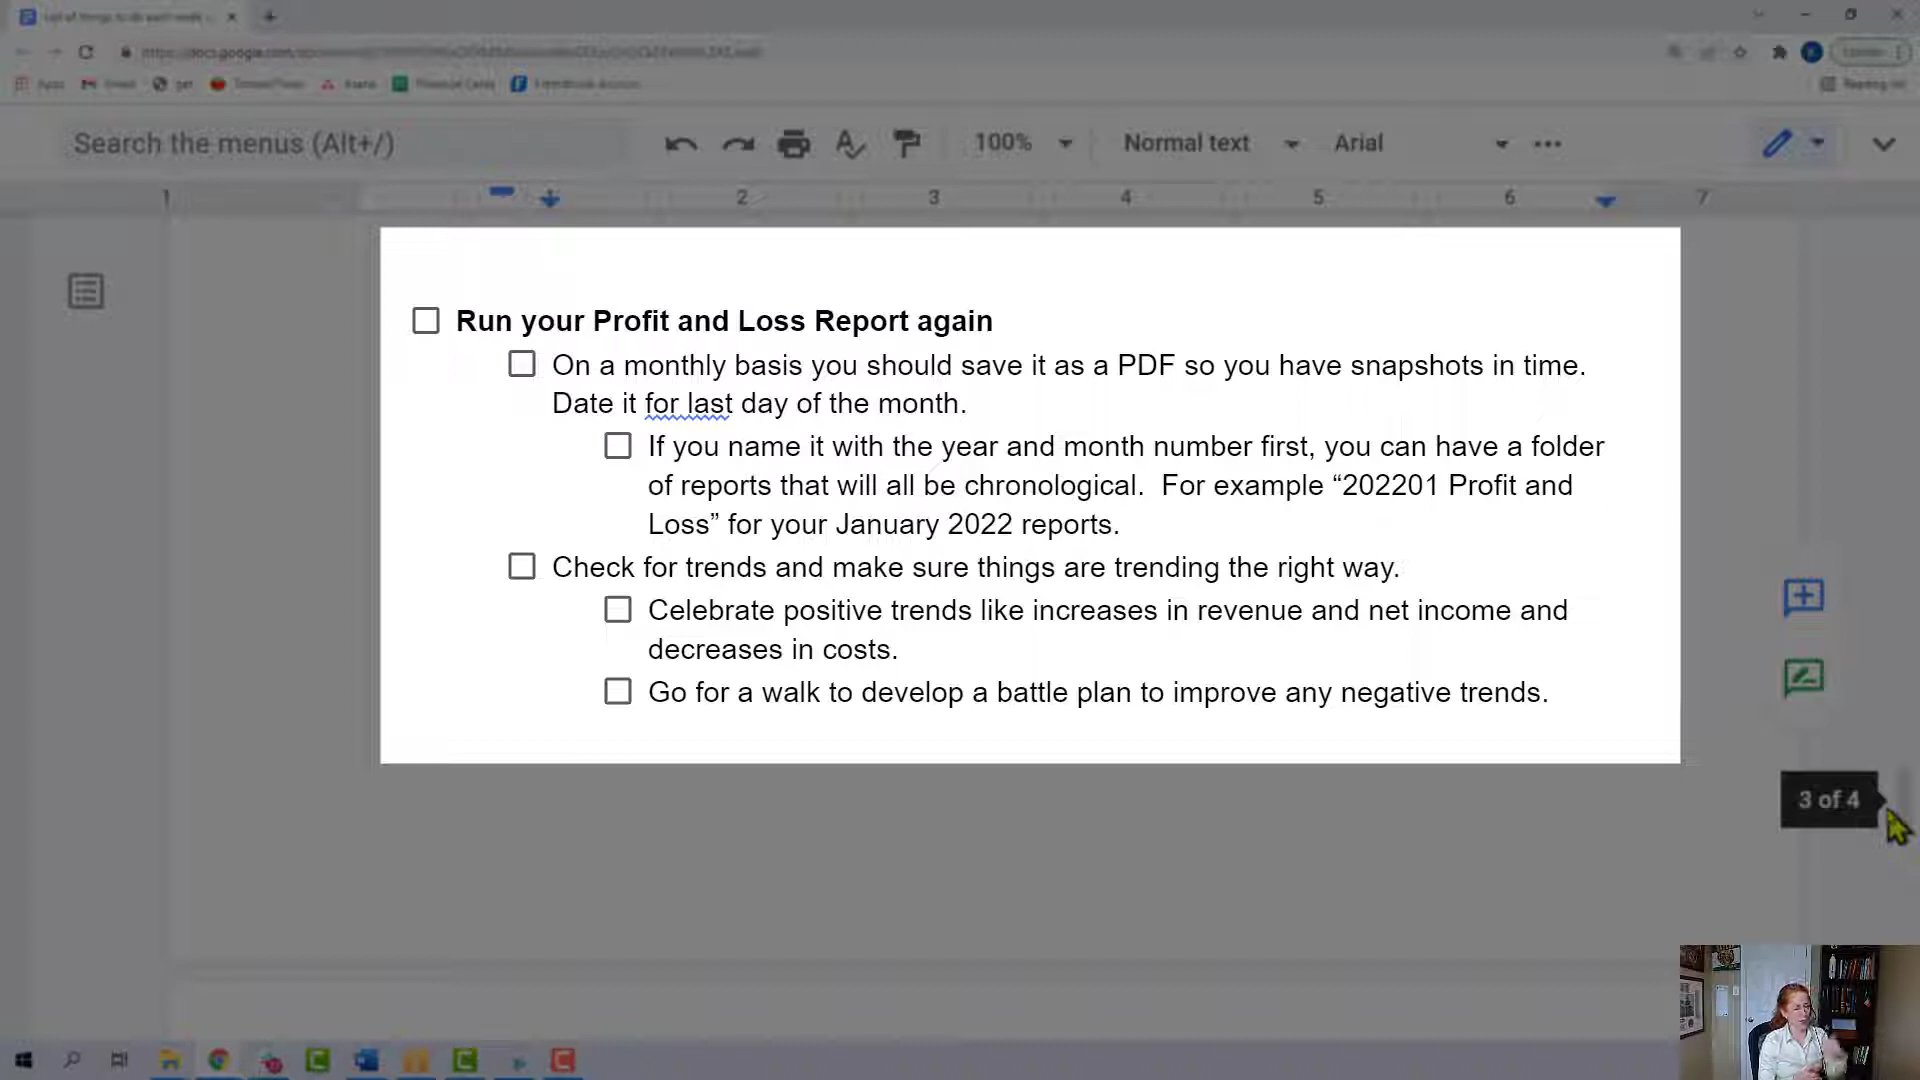 Search the menus (Alt+/)
100%
Normal text
Arial
1 2 3 4 5 6 7
Run your Profit and Loss Report again
On a monthly basis you should save it as a PDF so you have snapshots in time.
Date it for last day of the month.
If you name it with the year and month number first, you can have a folder
of reports that will all be chronological.  For example “202201 Profit and
Loss” for your January 2022 reports.
Check for trends and make sure things are trending the right way.
Celebrate positive trends like increases in revenue and net income and
decreases in costs.
Go for a walk to develop a battle plan to improve any negative trends.
3 of 4